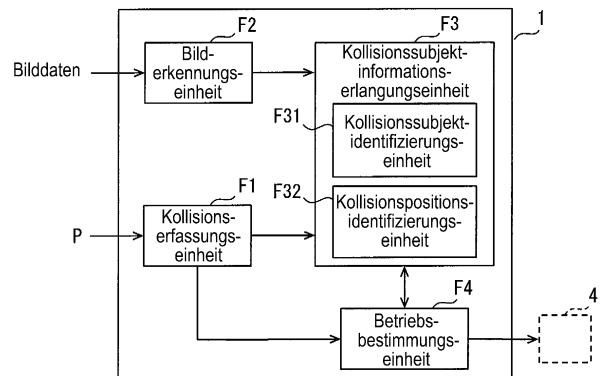 1
F2
F3
Bilddaten
Bild-
erkennungs-
einheit
Kollisionssubjekt-
informations-
erlangungseinheit
F31
Kollisionssubjekt-
identifizierungs-
einheit
F1
F32
P
Kollisions-
erfassungs-
einheit
Kollisionspositions-
identifizierungs-
einheit
F4
4
Betriebs-
bestimmungs-
einheit